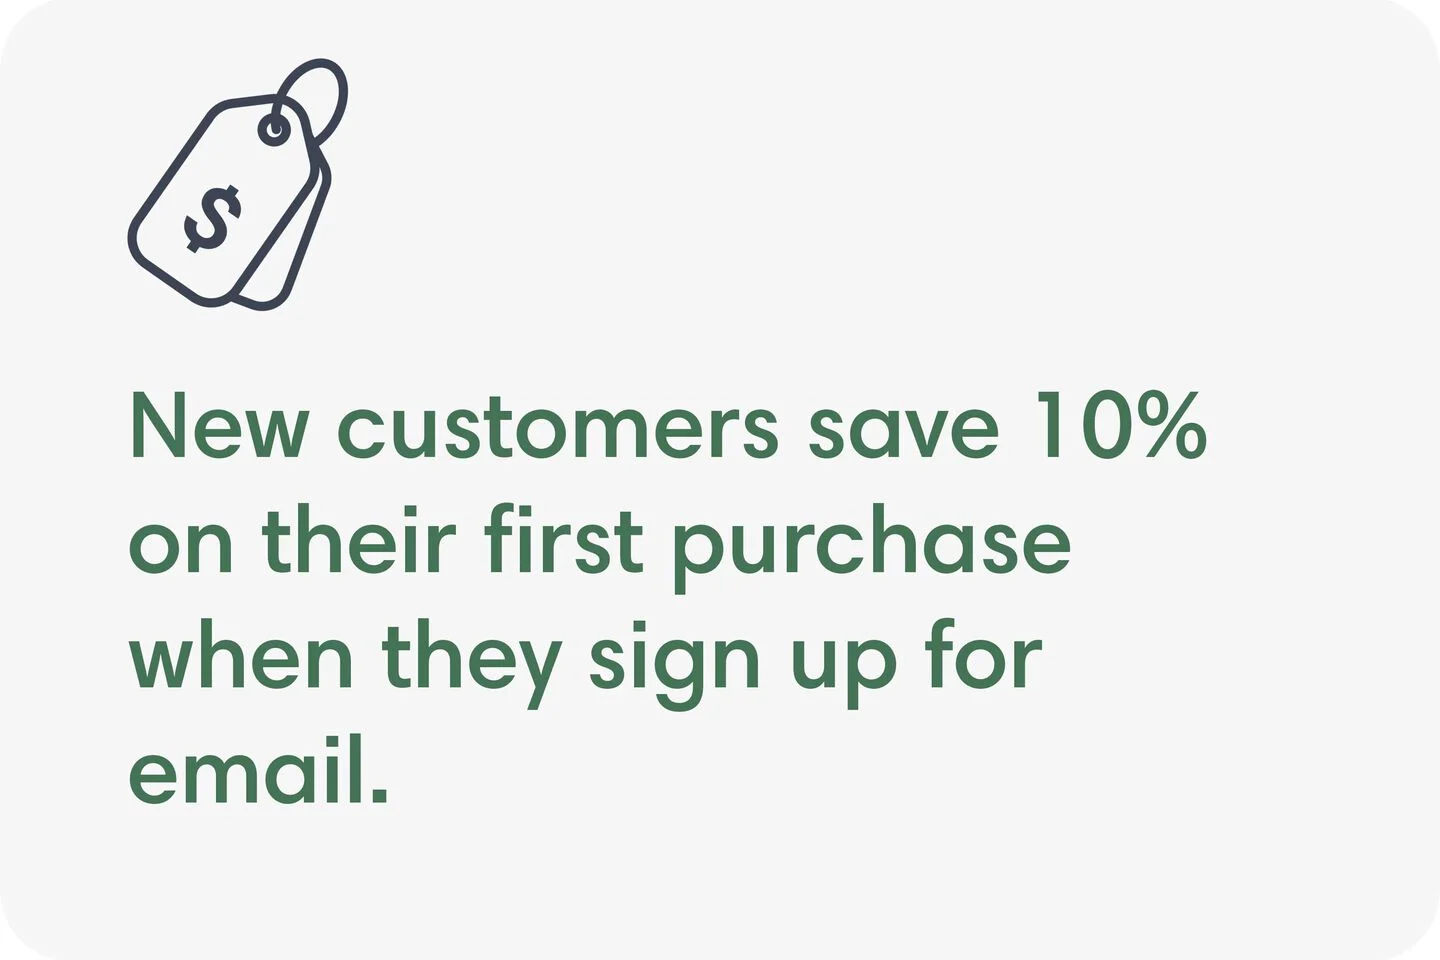 $
New customers save 10%
on their first purchase
when they sign up for
email.